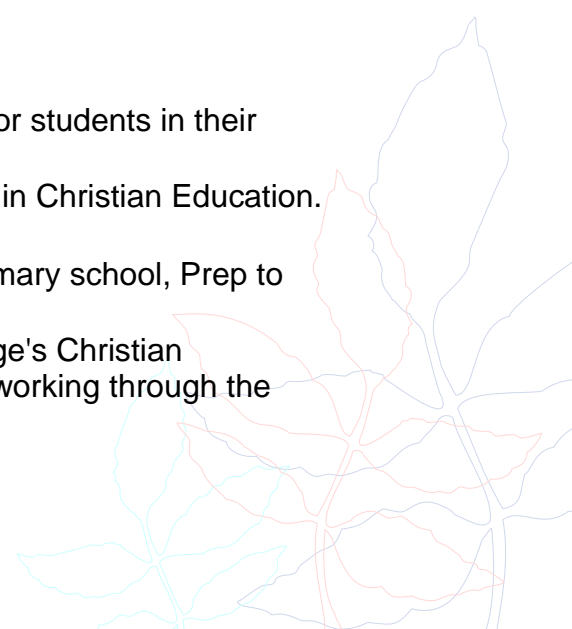 or students in their
in Christian Education.
mary school, Prep to
ge's Christian
working through the